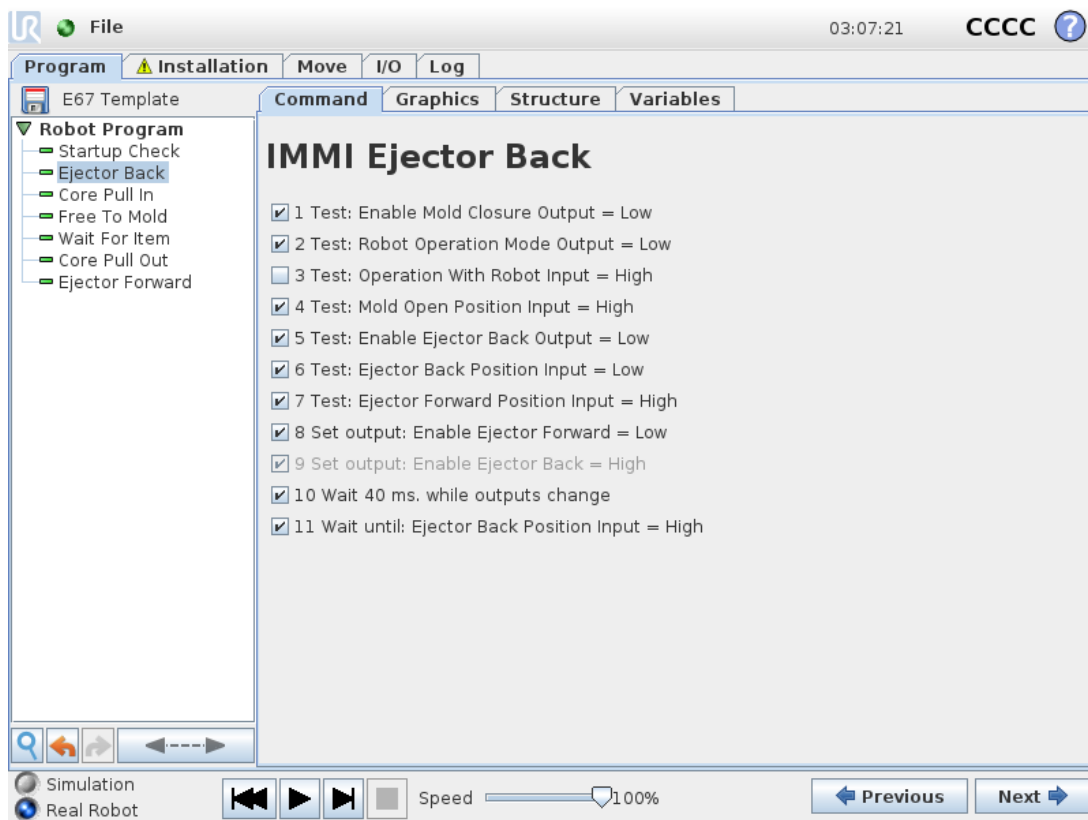 UR File 03:07:21 CCCC ?
Program Installation Move I/O Log
E67 Template
Command Graphics Structure Variables
Robot Program
Startup Check
Ejector Back
Core Pull In
Free To Mold
Wait For Item
Core Pull Out
Ejector Forward
IMMI Ejector Back
1 Test: Enable Mold Closure Output = Low
2 Test: Robot Operation Mode Output = Low
3 Test: Operation With Robot Input = High
4 Test: Mold Open Position Input = High
5 Test: Enable Ejector Back Output = Low
6 Test: Ejector Back Position Input = Low
7 Test: Ejector Forward Position Input = High
8 Set output: Enable Ejector Forward = Low
9 Set output: Enable Ejector Back = High
10 Wait 40 ms. while outputs change
11 Wait until: Ejector Back Position Input = High
Simulation
Real Robot
Speed 100%
Previous Next